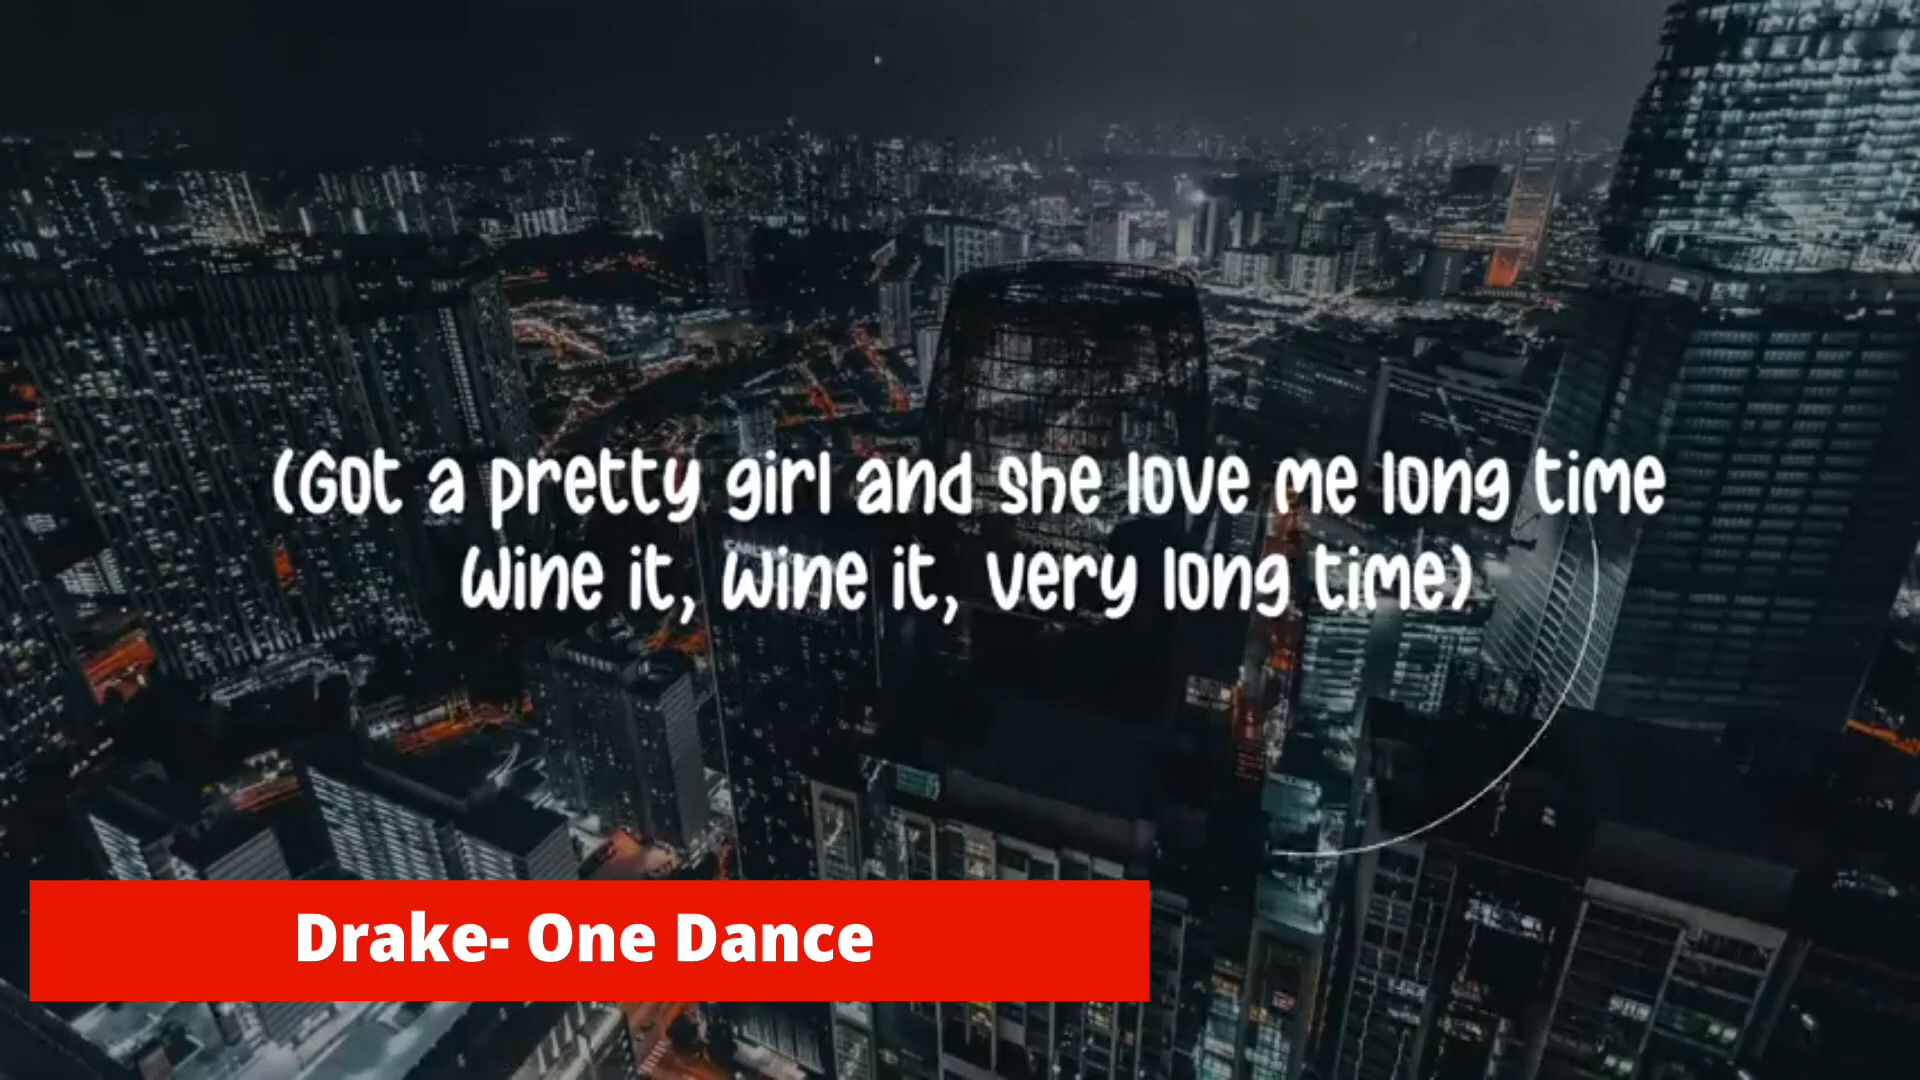 (Got a pretty girl and she love me long time
Wine it, Wine it, very long time)
Drake- One Dance